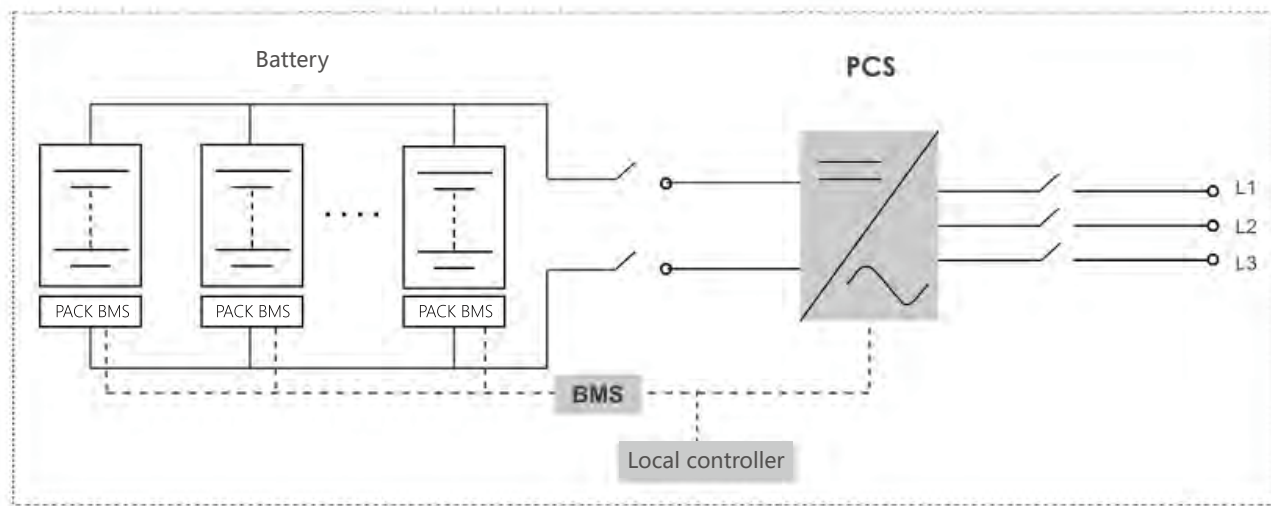 Battery
PCS
L1
L2
L3
PACK BMS
PACK BMS
PACK BMS
BMS
Local controller